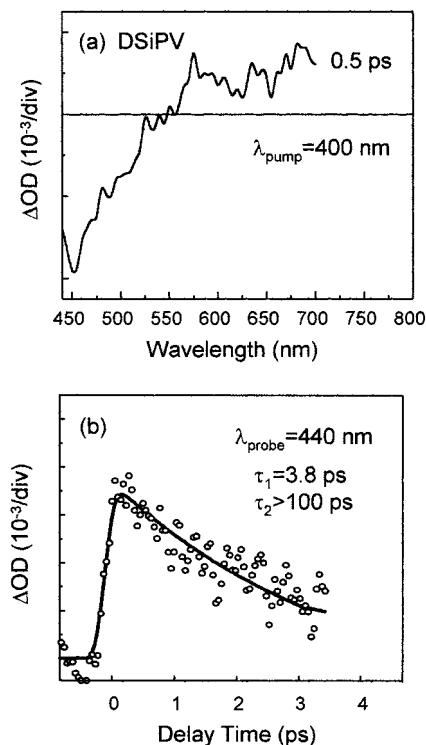 (a) DSiPV
0.5 ps
λpump=400 nm
ΔOD (10⁻³/div)
450 500 550 600 650 700 750 800
Wavelength (nm)
(b)
λprobe=440 nm
τ₁=3.8 ps
τ₂>100 ps
ΔOD (10⁻³/div)
0 1 2 3 4
Delay Time (ps)